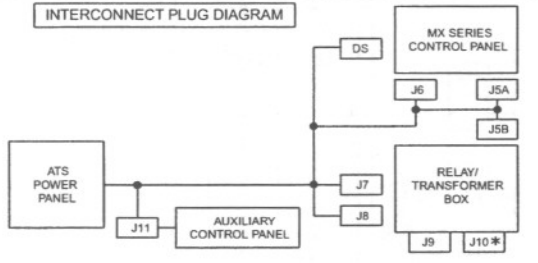 INTERCONNECT PLUG DIAGRAM
DS
MX SERIES
CONTROL PANEL
J6
J5A
J5B
ATS
POWER
PANEL
J7
RELAY/
TRANSFORMER
BOX
J8
J11
AUXILIARY
CONTROL PANEL
J9
J10*